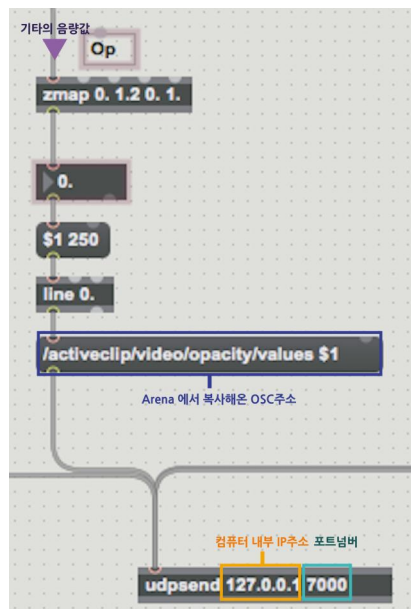 기타의 음량값
Op
zmap 0. 1.2 0. 1.
0.
$1 250
line 0.
/activeclip/video/opacity/values $1
Arena 에서 복사해온 OSC주소
컴퓨터 내부 IP주소 포트넘버
udpsend 127.0.0.1 7000